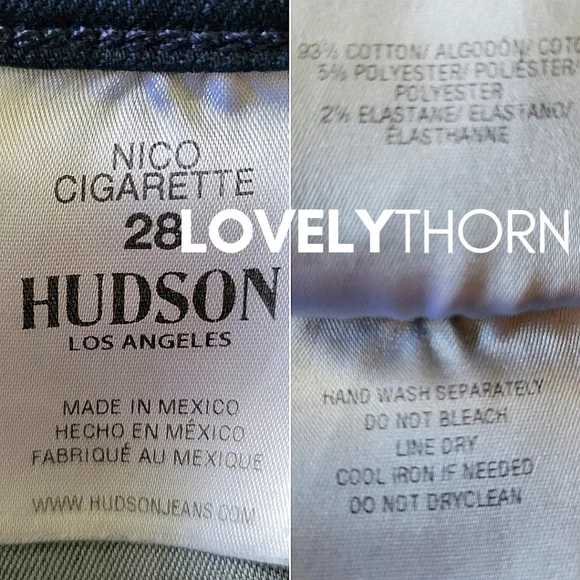 NICO
CIGARETTE
28
HUDSON
LOS ANGELES
MADE IN MEXICO
HECHO EN MÉXICO
FABRIQUÉ AU MEXIQUE
WWW.HUDSONJEANS.COM
93% COTTON/ ALGODÓN/ COT
5% POLYESTER/ POLIÉSTER/
POLYESTER
2% ELASTANE/ ELASTANO/
ÉLASTHANNE
LOVELYTHORN
HAND WASH SEPARATELY
DO NOT BLEACH
LINE DRY
COOL IRON IF NEEDED
DO NOT DRYCLEAN